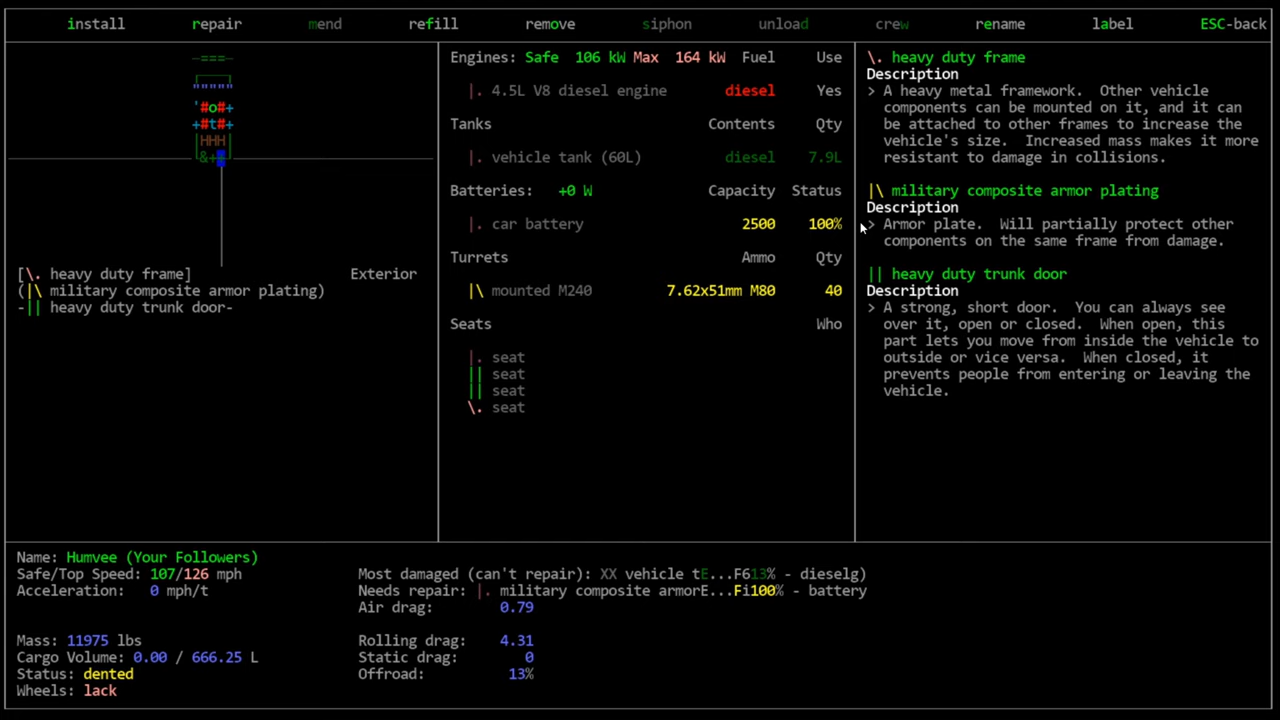 install repair mend refill remove siphon unload crew rename label ESC-back
Engines: Safe 106 kW Max 164 kW Fuel Use
|. 4.5L V8 diesel engine diesel Yes
Tanks Contents Qty
|. vehicle tank (60L) diesel 7.9L
Batteries: +0 W Capacity Status
|. car battery 2500 100%
Turrets Ammo Qty
|\ mounted M240 7.62x51mm M80 40
Seats Who
|. seat
|| seat
|| seat
\. seat
[\. heavy duty frame] Exterior
(|\ military composite armor plating)
-|| heavy duty trunk door-
\. heavy duty frame
Description
> A heavy metal framework. Other vehicle
components can be mounted on it, and it can
be attached to other frames to increase the
vehicle's size. Increased mass makes it more
resistant to damage in collisions.
|\ military composite armor plating
Description
> Armor plate. Will partially protect other
components on the same frame from damage.
|| heavy duty trunk door
Description
> A strong, short door. You can always see
over it, open or closed. When open, this
part lets you move from inside the vehicle to
outside or vice versa. When closed, it
prevents people from entering or leaving the
vehicle.
Name: Humvee (Your Followers)
Safe/Top Speed: 107/126 mph
Acceleration: 0 mph/t
Mass: 11975 lbs
Cargo Volume: 0.00 / 666.25 L
Status: dented
Wheels: lack
Most damaged (can't repair): XX vehicle tE...F613% - dieselg)
Needs repair: |. military composite armorE...Fi100% - battery
Air drag: 0.79
Rolling drag: 4.31
Static drag: 0
Offroad: 13%